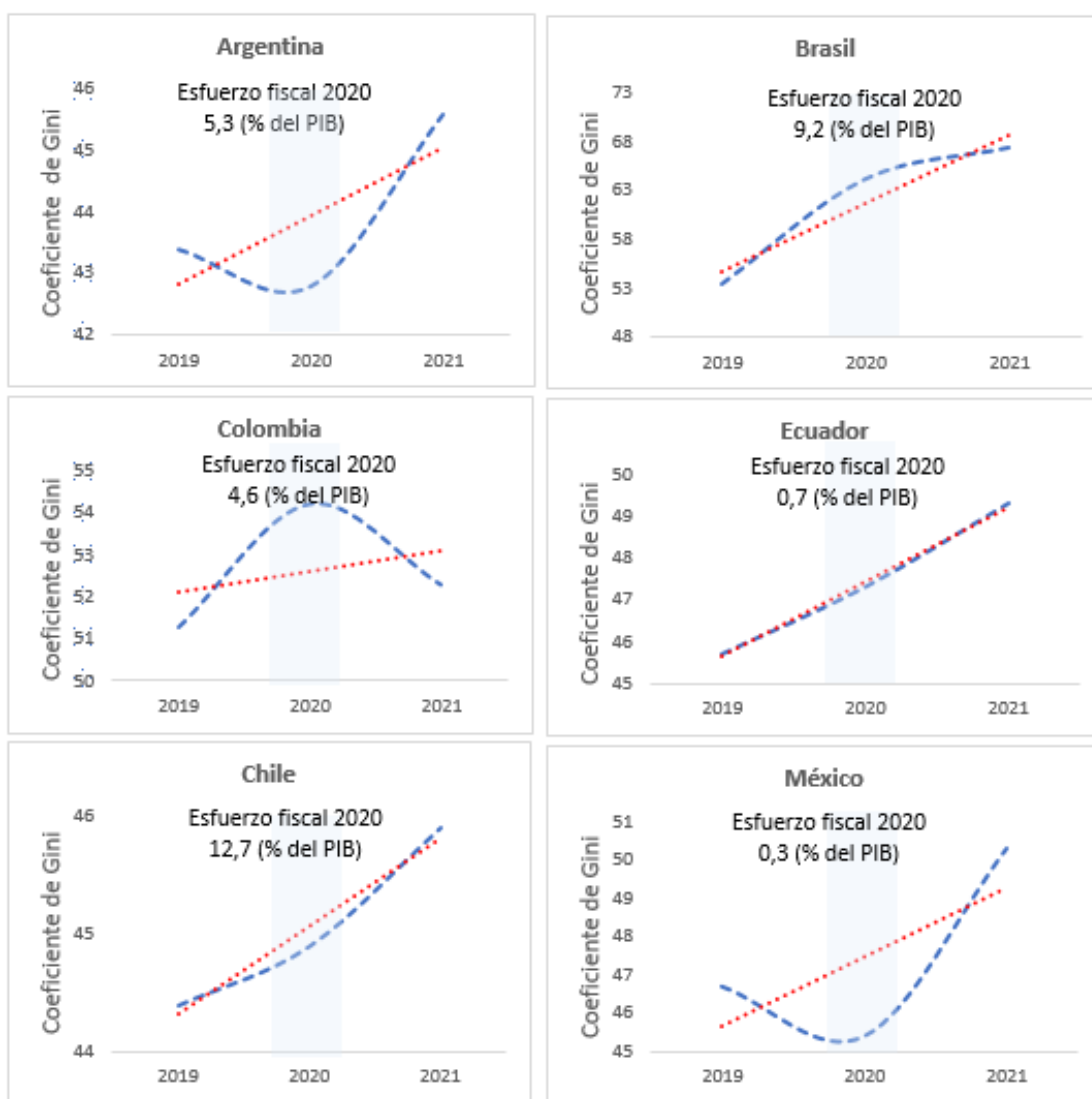 Argentina
Esfuerzo fiscal 2020
5,3 (% del PIB)
Coeficiente de Gini
46
45
44
43
42
2019 2020 2021
Brasil
Esfuerzo fiscal 2020
9,2 (% del PIB)
Coeficiente de Gini
73
68
63
58
53
48
2019 2020 2021
Colombia
Esfuerzo fiscal 2020
4,6 (% del PIB)
Coeficiente de Gini
55
54
53
52
51
50
2019 2020 2021
Ecuador
Esfuerzo fiscal 2020
0,7 (% del PIB)
Coeficiente de Gini
50
49
48
47
46
45
2019 2020 2021
Chile
Esfuerzo fiscal 2020
12,7 (% del PIB)
Coeficiente de Gini
46
45
44
2019 2020 2021
México
Esfuerzo fiscal 2020
0,3 (% del PIB)
Coeficiente de Gini
51
50
49
48
47
46
45
2019 2020 2021